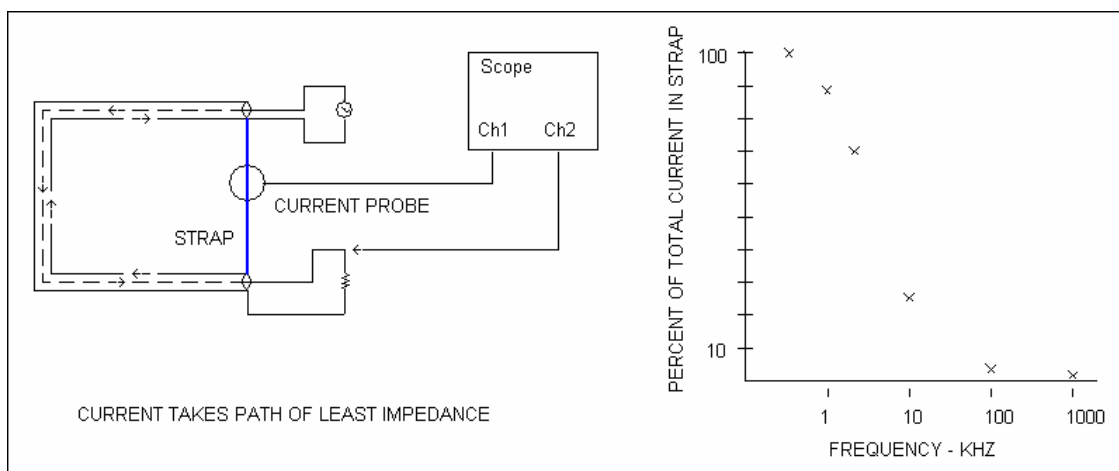 Scope
Ch1 Ch2
CURRENT PROBE
STRAP
CURRENT TAKES PATH OF LEAST IMPEDANCE
PERCENT OF TOTAL CURRENT IN STRAP
100
10
1 10 100 1000
FREQUENCY - KHZ